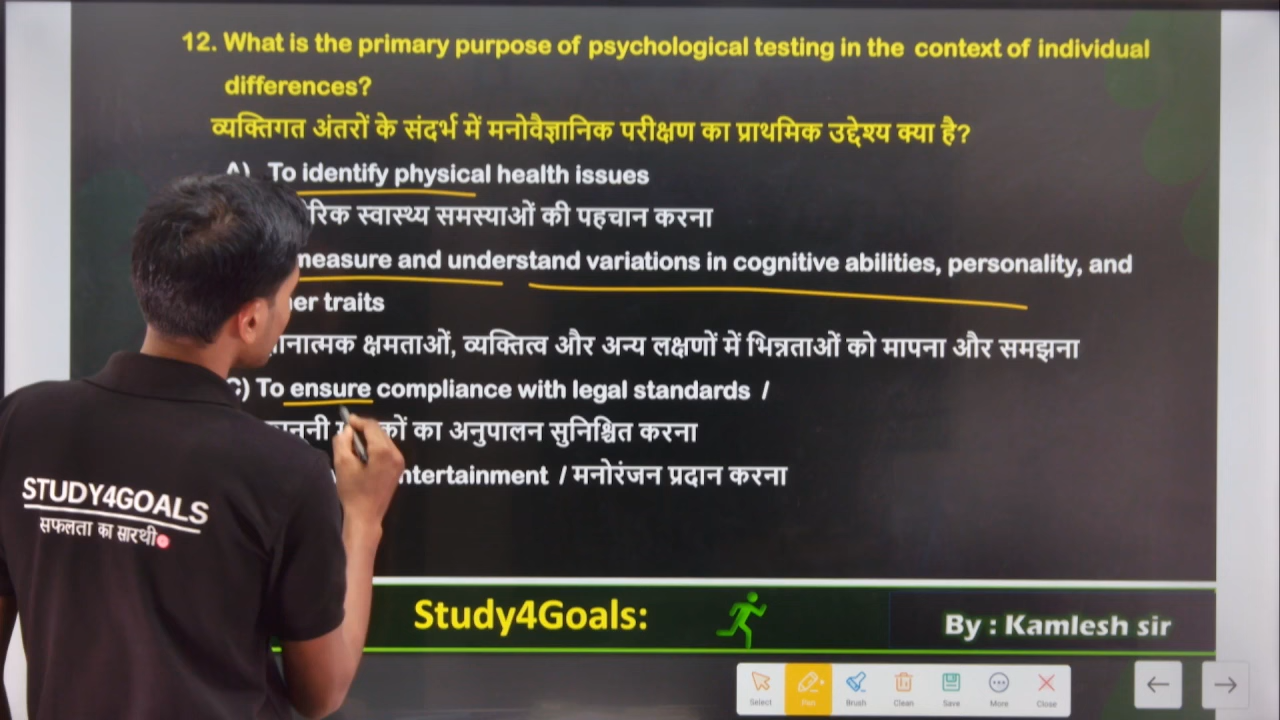 12. What is the primary purpose of psychological testing in the context of individual
differences?
व्यक्तिगत अंतरों के संदर्भ में मनोवैज्ञानिक परीक्षण का प्राथमिक उद्देश्य क्या है?
A) To identify physical health issues
स्वास्थ्य समस्याओं की पहचान करना
measure and understand variations in cognitive abilities, personality, and
traits
क्षमताओं, व्यक्तित्व और अन्य लक्षणों में भिन्नताओं को मापना और समझना
C) To ensure compliance with legal standards /
का अनुपालन सुनिश्चित करना
/ मनोरंजन प्रदान करना
STUDY4GOALS
सफलता का सारथी
Study4Goals:
By : Kamlesh sir
Select
Pen
Brush
Clean
Save
More
Close